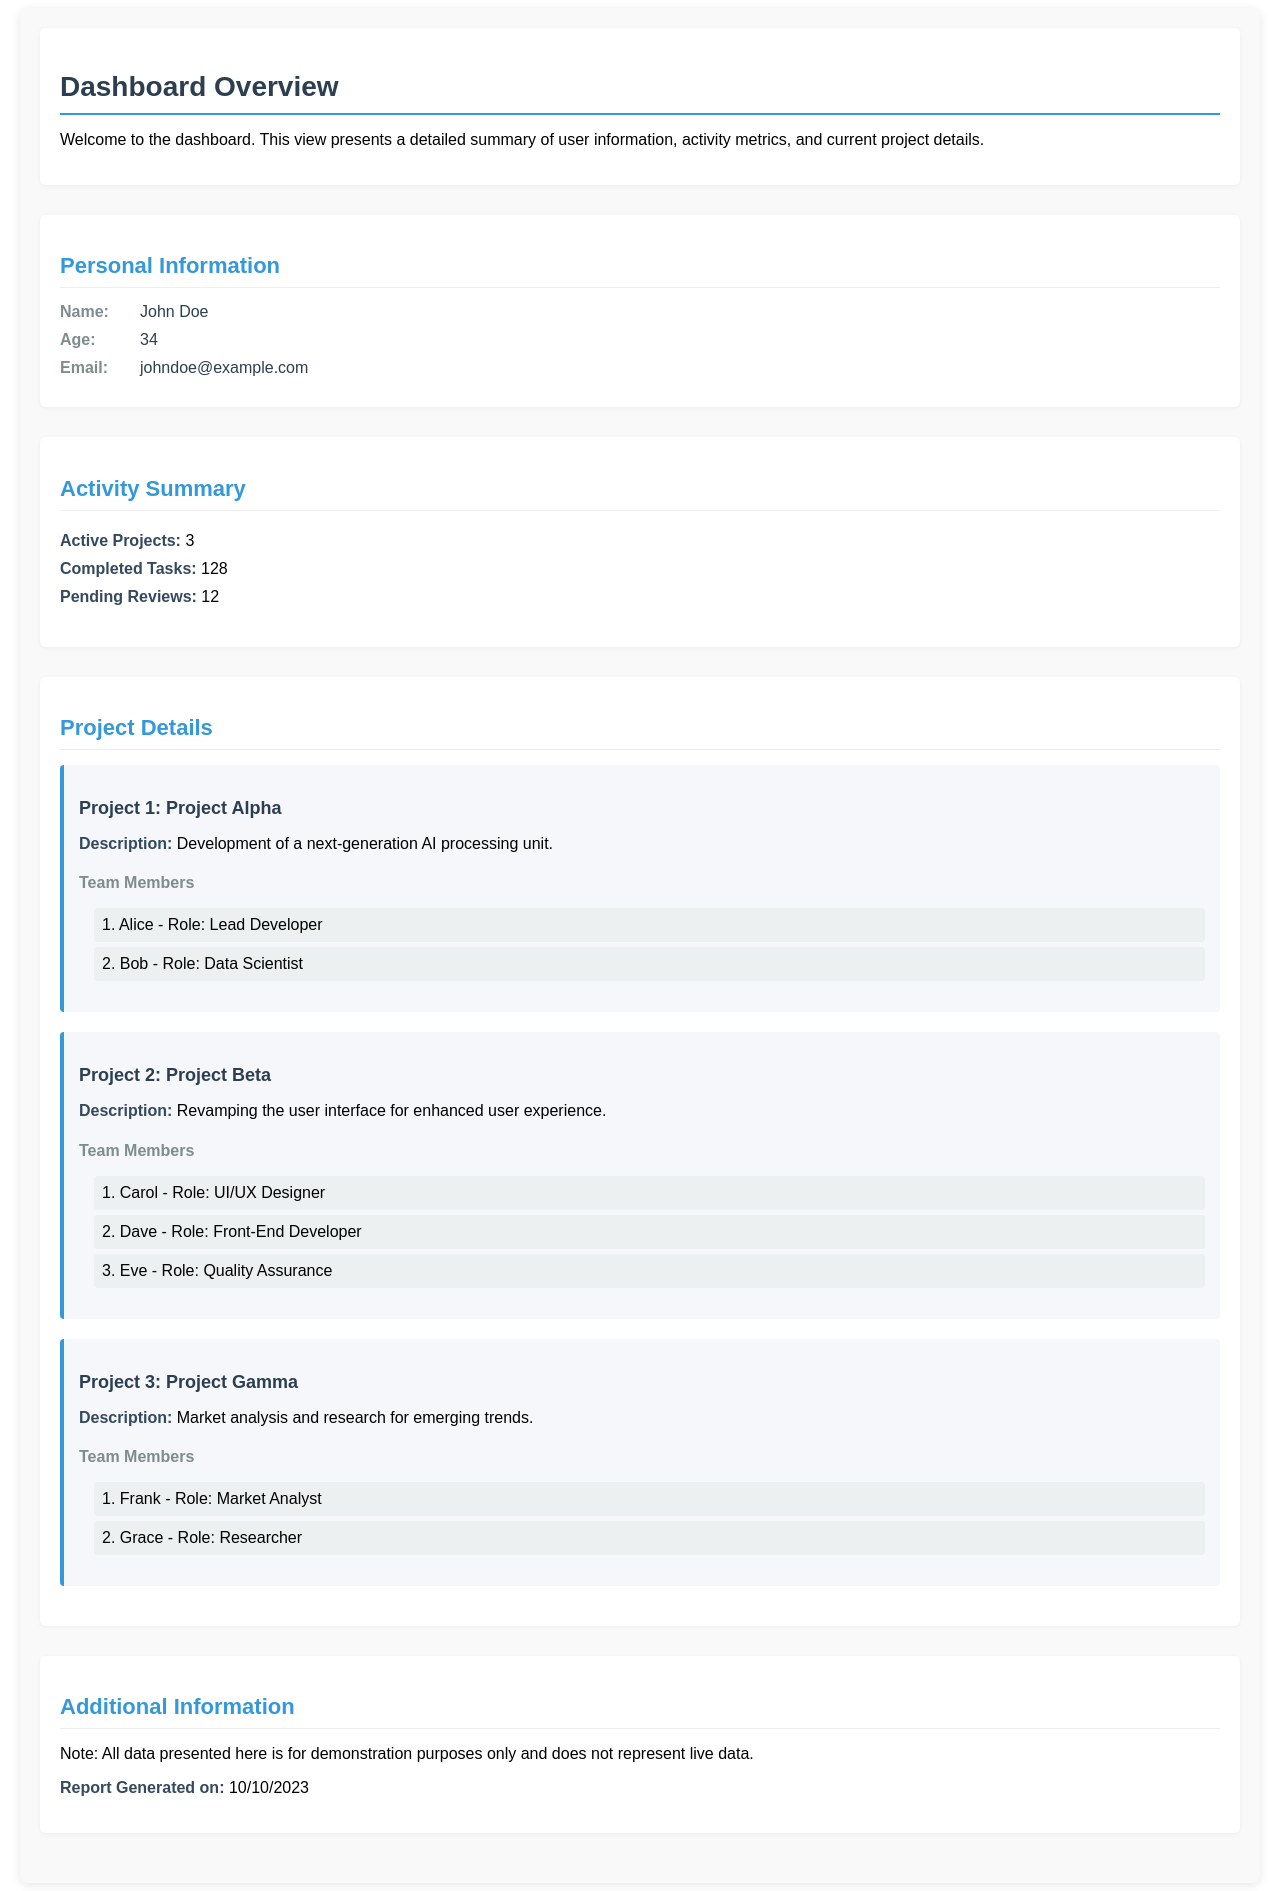 Dashboard Overview
Welcome to the dashboard. This view presents a detailed summary of user information, activity metrics, and current project details.
Personal Information
Name: John Doe
Age: 34
Email: johndoe@example.com
Activity Summary
Active Projects: 3
Completed Tasks: 128
Pending Reviews: 12
Project Details
Project 1: Project Alpha
Description: Development of a next-generation AI processing unit.
Team Members
1. Alice - Role: Lead Developer
2. Bob - Role: Data Scientist
Project 2: Project Beta
Description: Revamping the user interface for enhanced user experience.
Team Members
1. Carol - Role: UI/UX Designer
2. Dave - Role: Front-End Developer
3. Eve - Role: Quality Assurance
Project 3: Project Gamma
Description: Market analysis and research for emerging trends.
Team Members
1. Frank - Role: Market Analyst
2. Grace - Role: Researcher
Additional Information
Note: All data presented here is for demonstration purposes only and does not represent live data.
Report Generated on: 10/10/2023